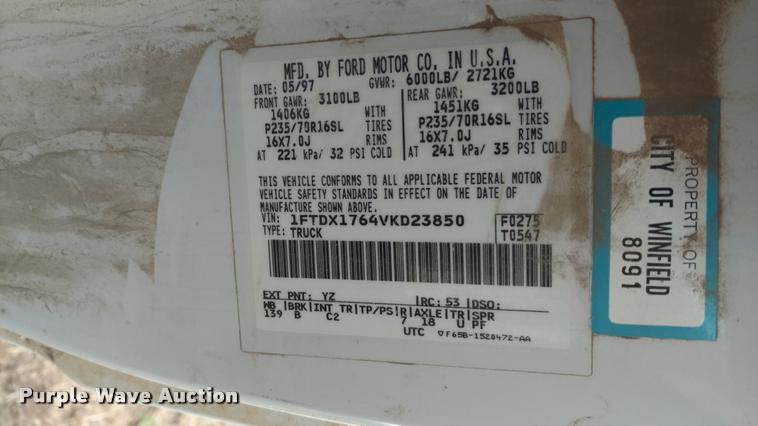 MFD. BY FORD MOTOR CO. IN U.S.A.
DATE: 05/97 GVWR: 6000LB/ 2721KG
FRONT GAWR: 3100LB REAR GAWR: 3200LB
1406KG WITH 1451KG WITH
P235/70R16SL TIRES P235/70R16SL TIRES
16X7.0J RIMS 16X7.0J RIMS
AT 221 kPa/ 32 PSI COLD AT 241 kPa/ 35 PSI COLD
THIS VEHICLE CONFORMS TO ALL APPLICABLE FEDERAL MOTOR
VEHICLE SAFETY STANDARDS IN EFFECT ON THE DATE OF
MANUFACTURE SHOWN ABOVE.
VIN: 1FTDX1764VKD23850 F0275
TYPE: TRUCK T0547
EXT PNT: YZ |RC: 53 |DSO:
WB |BRK|INT TR|TP/PS|R|AXLE|TR|SPR
139 B C2 7 18 U PF
UTC ▽F65B-1520472-AA
PROPERTY OF
CITY OF WINFIELD
8091
Purple Wave Auction